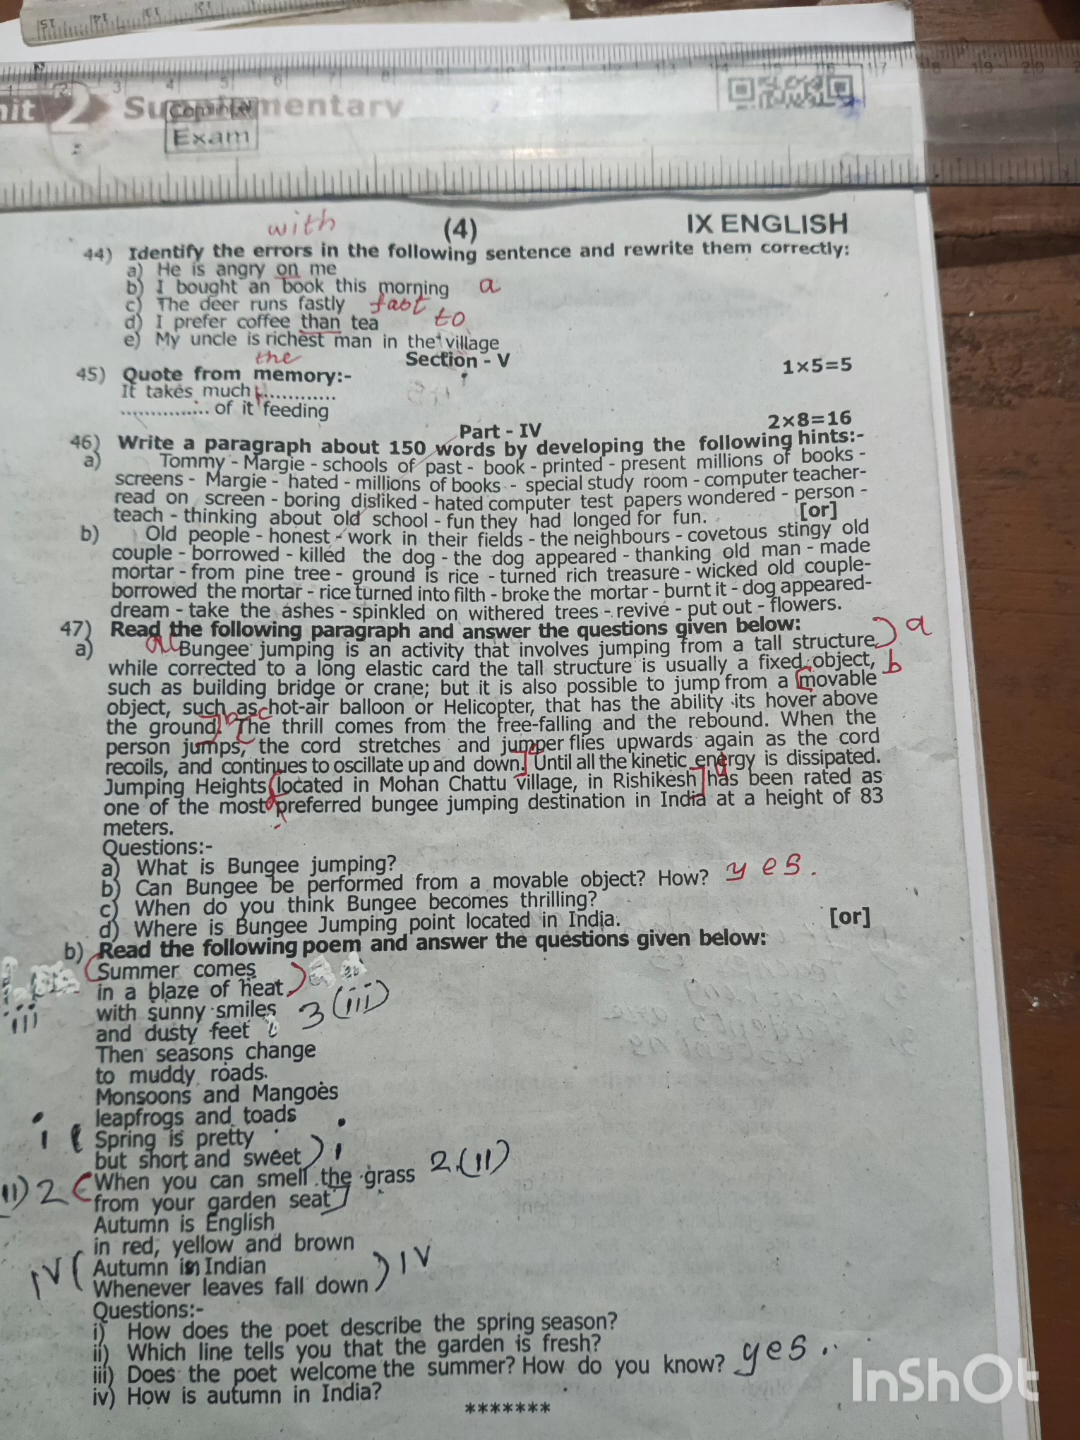 nit 2 Supplementary
Common
Exam
with
(4) IX ENGLISH
44) Identify the errors in the following sentence and rewrite them correctly:
a) He is angry on me
b) I bought an book this morning a
c) The deer runs fastly fast
d) I prefer coffee than tea to
e) My uncle is richest man in the village
the
Section - V
45) Quote from memory:- 1×5=5
It takes much .............
............... of it feeding
Part - IV 2×8=16
46) Write a paragraph about 150 words by developing the following hints:-
a) Tommy - Margie - schools of past - book - printed - present millions of books -
screens - Margie - hated - millions of books - special study room - computer teacher-
read on screen - boring disliked - hated computer test papers wondered - person -
teach - thinking about old school - fun they had longed for fun. [or]
b) Old people - honest - work in their fields - the neighbours - covetous stingy old
couple - borrowed - killed the dog - the dog appeared - thanking old man - made
mortar - from pine tree - ground is rice - turned rich treasure - wicked old couple-
borrowed the mortar - rice turned into filth - broke the mortar - burnt it - dog appeared-
dream - take the ashes - spinkled on withered trees - revive - put out - flowers.
47) Read the following paragraph and answer the questions given below:
a) a Bungee jumping is an activity that involves jumping from a tall structure a
while corrected to a long elastic card the tall structure is usually a fixed object, b
such as building bridge or crane; but it is also possible to jump from a movable
object, such as hot-air balloon or Helicopter, that has the ability its hover above
the ground. b c The thrill comes from the free-falling and the rebound. When the
person jumps, the cord stretches and jumper flies upwards again as the cord
recoils, and continues to oscillate up and down. Until all the kinetic energy is dissipated.
Jumping Heights located in Mohan Chattu village, in Rishikesh has been rated as
d
one of the most preferred bungee jumping destination in India at a height of 83
meters.
Questions:-
a) What is Bungee jumping?
b) Can Bungee be performed from a movable object? How? yes.
c) When do you think Bungee becomes thrilling?
d) Where is Bungee Jumping point located in India. [or]
b) Read the following poem and answer the questions given below:
Summer comes
in a blaze of heat
with sunny smiles 3 (iii)
iii
and dusty feet
Then seasons change
to muddy roads.
Monsoons and Mangoes
leapfrogs and toads
i Spring is pretty
but short and sweet i
II) 2 When you can smell the grass 2.(II)
from your garden seat
Autumn is English
in red, yellow and brown
IV Autumn in Indian IV
Whenever leaves fall down
Questions:-
i) How does the poet describe the spring season?
ii) Which line tells you that the garden is fresh?
iii) Does the poet welcome the summer? How do you know? yes..
iv) How is autumn in India?
*******
InShOt